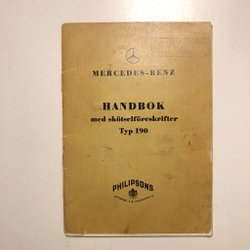 MERCEDES-BENZ
HANDBOK
med skötselföreskrifter
Typ 190
PHILIPSONS